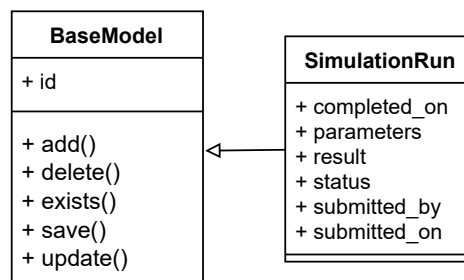 BaseModel
+ id
+ add()
+ delete()
+ exists()
+ save()
+ update()
SimulationRun
+ completed_on
+ parameters
+ result
+ status
+ submitted_by
+ submitted_on